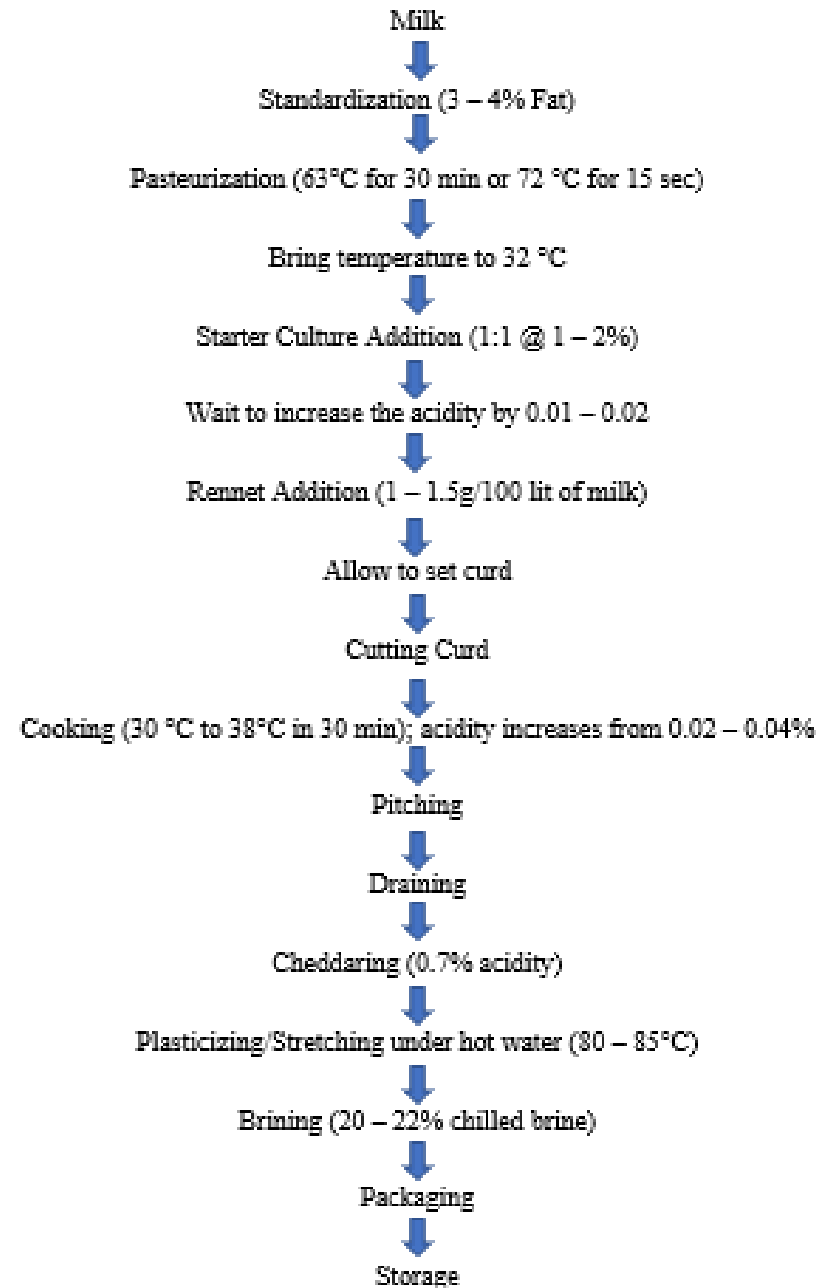 Milk
Standardization (3 – 4% Fat)
Pasteurization (63°C for 30 min or 72 °C for 15 sec)
Bring temperature to 32 °C
Starter Culture Addition (1:1 @ 1 – 2%)
Wait to increase the acidity by 0.01 – 0.02
Rennet Addition (1 – 1.5g/100 lit of milk)
Allow to set curd
Cutting Curd
Cooking (30 °C to 38°C in 30 min); acidity increases from 0.02 – 0.04%
Pitching
Draining
Cheddaring (0.7% acidity)
Plasticizing/Stretching under hot water (80 – 85°C)
Brining (20 – 22% chilled brine)
Packaging
Storage